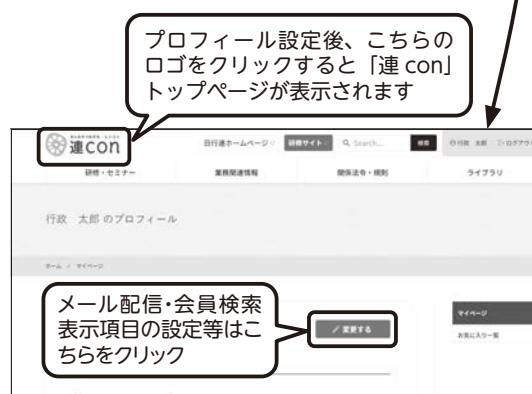 プロフィール設定後、こちらの
ロゴをクリックすると「連 con」
トップページが表示されます
連con
日行連ホームページ
研修サイト
Search...
検索
行政 太郎
ログアウ
研修・セミナー
業務関連情報
関係法令・規則
ライブラリ
行政 太郎 のプロフィール
ホーム / マイページ
メール配信・会員検索
表示項目の設定等はこ
ちらをクリック
変更する
マイページ
お気に入り一覧